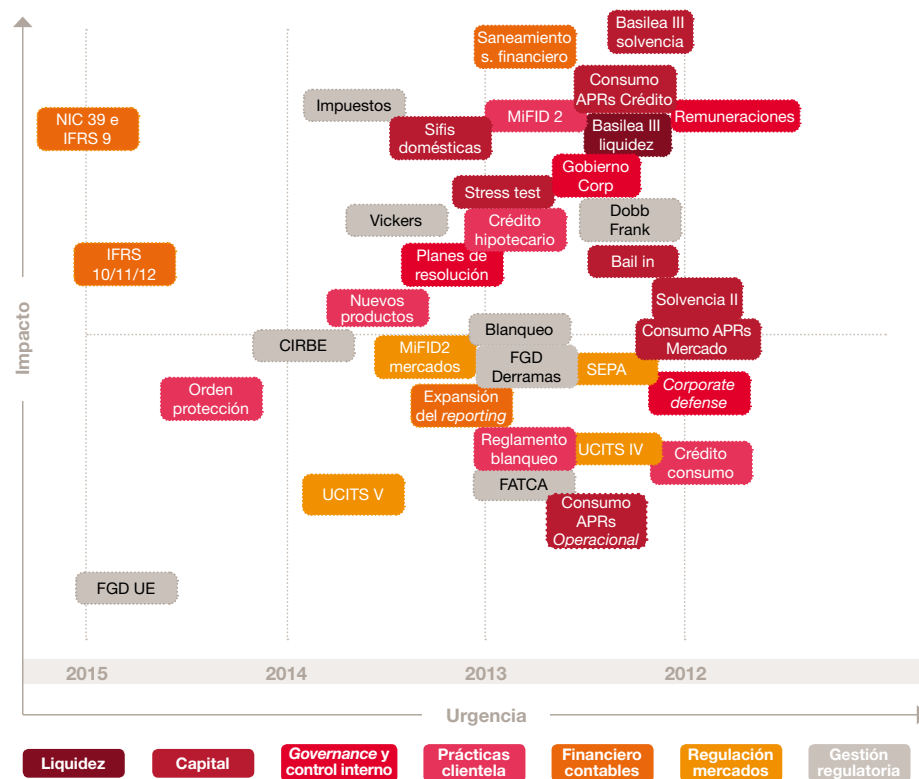 Impacto
Basilea III
solvencia
Saneamiento
s. financiero
Consumo
APRs Crédito
Impuestos
NIC 39 e
IFRS 9
MiFID 2
Remuneraciones
Sifis
domésticas
Basilea III
liquidez
Gobierno
Corp
Stress test
Vickers
Crédito
hipotecario
Dobb
Frank
IFRS
10/11/12
Planes de
resolución
Bail in
Nuevos
productos
Solvencia II
Blanqueo
Consumo APRs
Mercado
CIRBE
MiFID2
mercados
FGD
Derramas
SEPA
Orden
protección
Corporate
defense
Expansión
del reporting
Reglamento
blanqueo
UCITS IV
Crédito
consumo
FATCA
UCITS V
Consumo
APRs
Operacional
FGD UE
2015
2014
2013
2012
Urgencia
Liquidez
Capital
Governance y
control interno
Prácticas
clientela
Financiero
contables
Regulación
mercados
Gestión
regulatoria